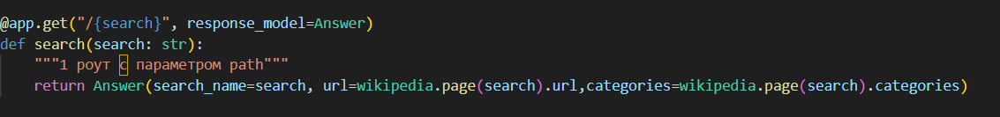 @app.get("/{search}", response_model=Answer)
def search(search: str):
    """1 роут с параметром path"""
    return Answer(search_name=search, url=wikipedia.page(search).url,categories=wikipedia.page(search).categories)